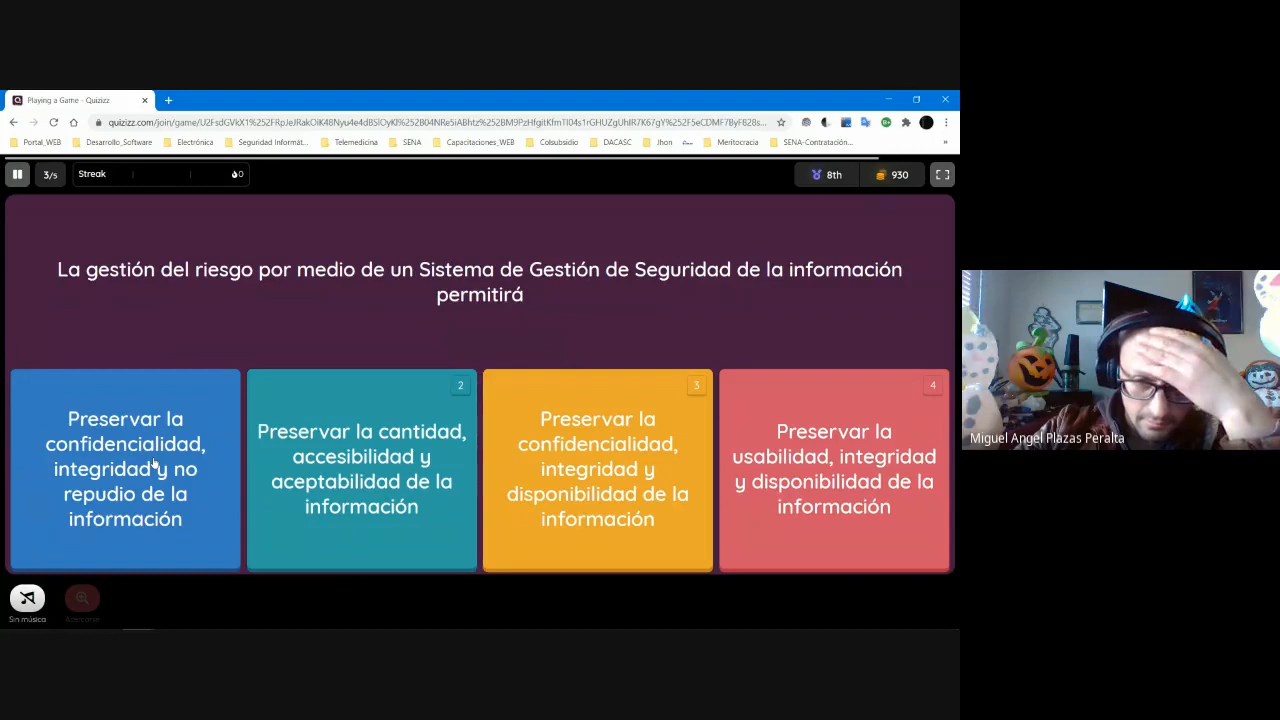 Playing a Game - Quizizz
Portal_WEB
Desarrollo_Software
Electrónica
Seguridad Informát...
Telemedicina
SENA
Capacitaciones_WEB
Colsubsidio
DACASC
Jhon
Meritocracia
SENA-Contratación...
3/5
Streak
0
8th
930
La gestión del riesgo por medio de un Sistema de Gestión de Seguridad de la información
permitirá
Preservar la
confidencialidad,
integridad y no
repudio de la
información
2
Preservar la cantidad,
accesibilidad y
aceptabilidad de la
información
3
Preservar la
confidencialidad,
integridad y
disponibilidad de la
información
4
Preservar la
usabilidad, integridad
y disponibilidad de la
información
Sin música
Acercarse
Miguel Angel Plazas Peralta